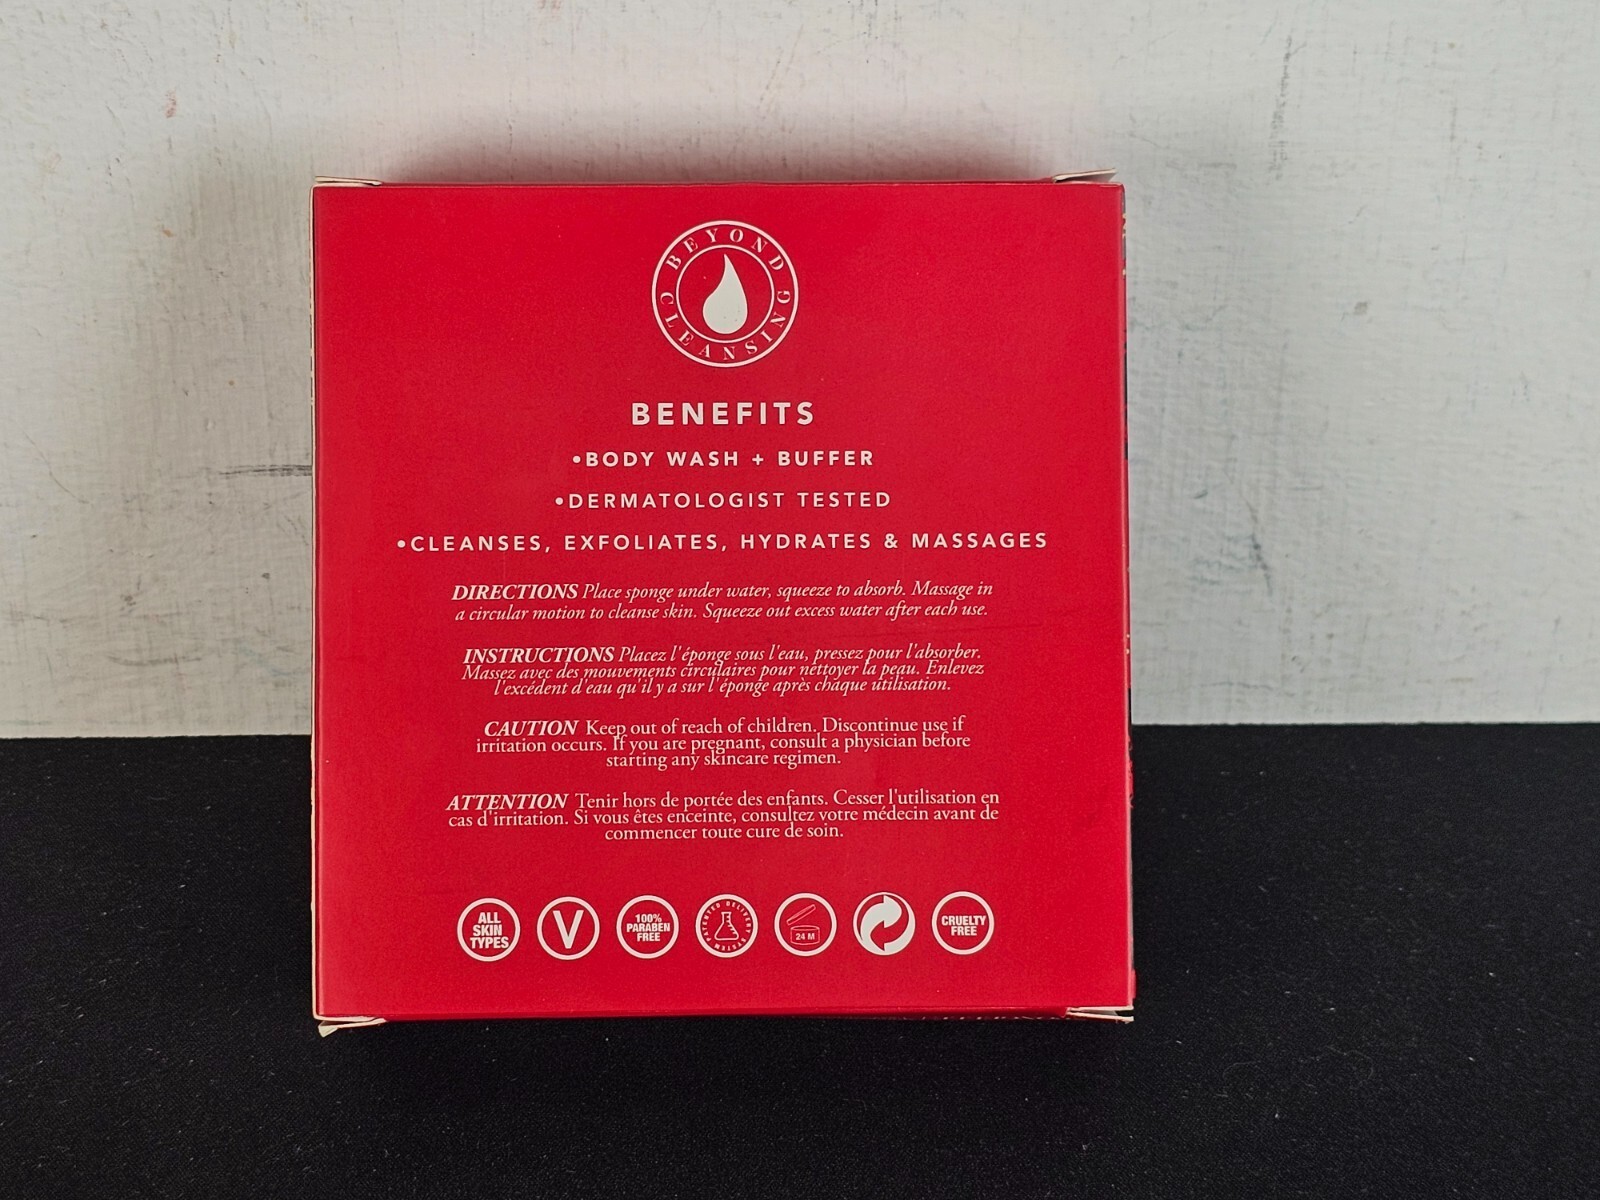 BEYOND
CLEANSING
BENEFITS
•BODY WASH + BUFFER
•DERMATOLOGIST TESTED
•CLEANSES, EXFOLIATES, HYDRATES & MASSAGES
DIRECTIONS Place sponge under water, squeeze to absorb. Massage in
a circular motion to cleanse skin. Squeeze out excess water after each use.
INSTRUCTIONS Placez l'éponge sous l'eau, pressez pour l'absorber.
Massez avec des mouvements circulaires pour nettoyer la peau. Enlevez
l'excédent d'eau qu'il y a sur l'éponge après chaque utilisation.
CAUTION Keep out of reach of children. Discontinue use if
irritation occurs. If you are pregnant, consult a physician before
starting any skincare regimen.
ATTENTION Tenir hors de portée des enfants. Cesser l'utilisation en
cas d'irritation. Si vous êtes enceinte, consultez votre médecin avant de
commencer toute cure de soin.
ALL
SKIN
TYPES
V
100%
PARABEN
FREE
PATENTED DELIVERY SYSTEM
24 M
CRUELTY
FREE